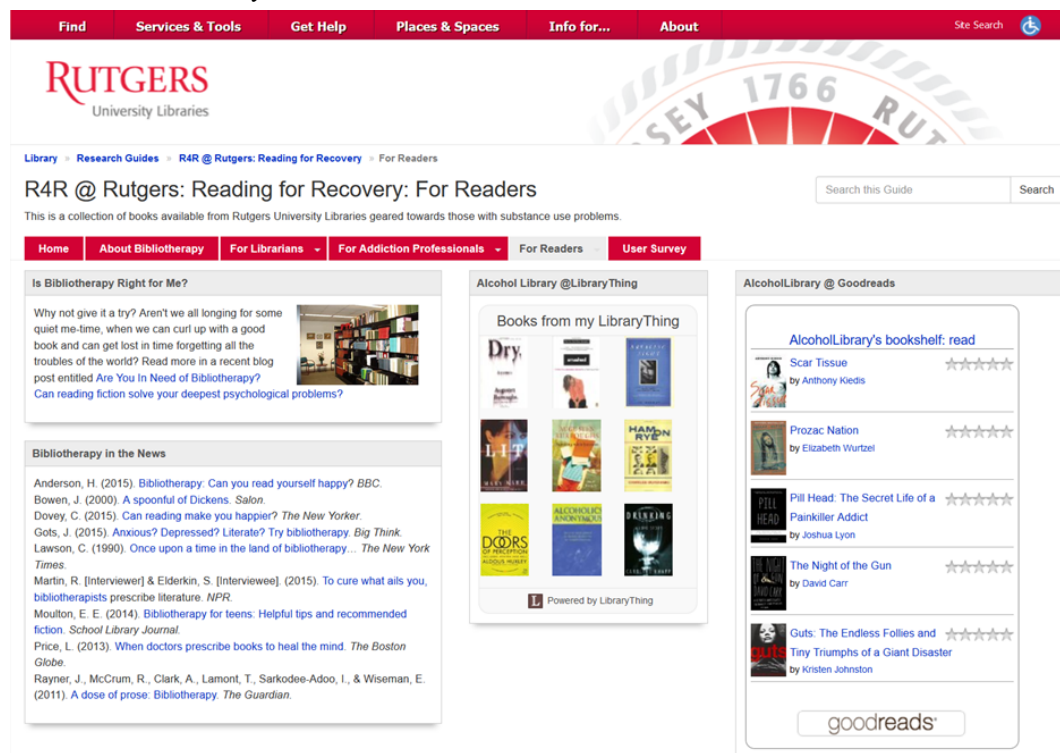 Find Services & Tools Get Help Places & Spaces Info for... About Site Search
RUTGERS
University Libraries
1766
SEY
RUT
Library » Research Guides » R4R @ Rutgers: Reading for Recovery » For Readers
R4R @ Rutgers: Reading for Recovery: For Readers
Search this Guide Search
This is a collection of books available from Rutgers University Libraries geared towards those with substance use problems.
Home About Bibliotherapy For Librarians For Addiction Professionals For Readers User Survey
Is Bibliotherapy Right for Me?
Why not give it a try? Aren't we all longing for some
quiet me-time, when we can curl up with a good
book and can get lost in time forgetting all the
troubles of the world? Read more in a recent blog
post entitled Are You In Need of Bibliotherapy?
Can reading fiction solve your deepest psychological problems?
Bibliotherapy in the News
Anderson, H. (2015). Bibliotherapy: Can you read yourself happy? BBC.
Bowen, J. (2000). A spoonful of Dickens. Salon.
Dovey, C. (2015). Can reading make you happier? The New Yorker.
Gots, J. (2015). Anxious? Depressed? Literate? Try bibliotherapy. Big Think.
Lawson, C. (1990). Once upon a time in the land of bibliotherapy… The New York
Times.
Martin, R. [Interviewer] & Elderkin, S. [Interviewee]. (2015). To cure what ails you,
bibliotherapists prescribe literature. NPR.
Moulton, E. E. (2014). Bibliotherapy for teens: Helpful tips and recommended
fiction. School Library Journal.
Price, L. (2013). When doctors prescribe books to heal the mind. The Boston
Globe.
Rayner, J., McCrum, R., Clark, A., Lamont, T., Sarkodee-Adoo, I., & Wiseman, E.
(2011). A dose of prose: Bibliotherapy. The Guardian.
Alcohol Library @LibraryThing
Books from my LibraryThing
Dry.
smashed
LIT
HAM ON
RYE
THE
DOORS
OF PERCEPTION
ALDOUS HUXLEY
ALCOHOLICS
ANONYMOUS
DRINKING
L Powered by LibraryThing
AlcoholLibrary @ Goodreads
AlcoholLibrary's bookshelf: read
Scar Tissue
by Anthony Kiedis
Prozac Nation
by Elizabeth Wurtzel
PILL
HEAD
Pill Head: The Secret Life of a
Painkiller Addict
by Joshua Lyon
The Night of the Gun
by David Carr
guts
Guts: The Endless Follies and
Tiny Triumphs of a Giant Disaster
by Kristen Johnston
goodreads